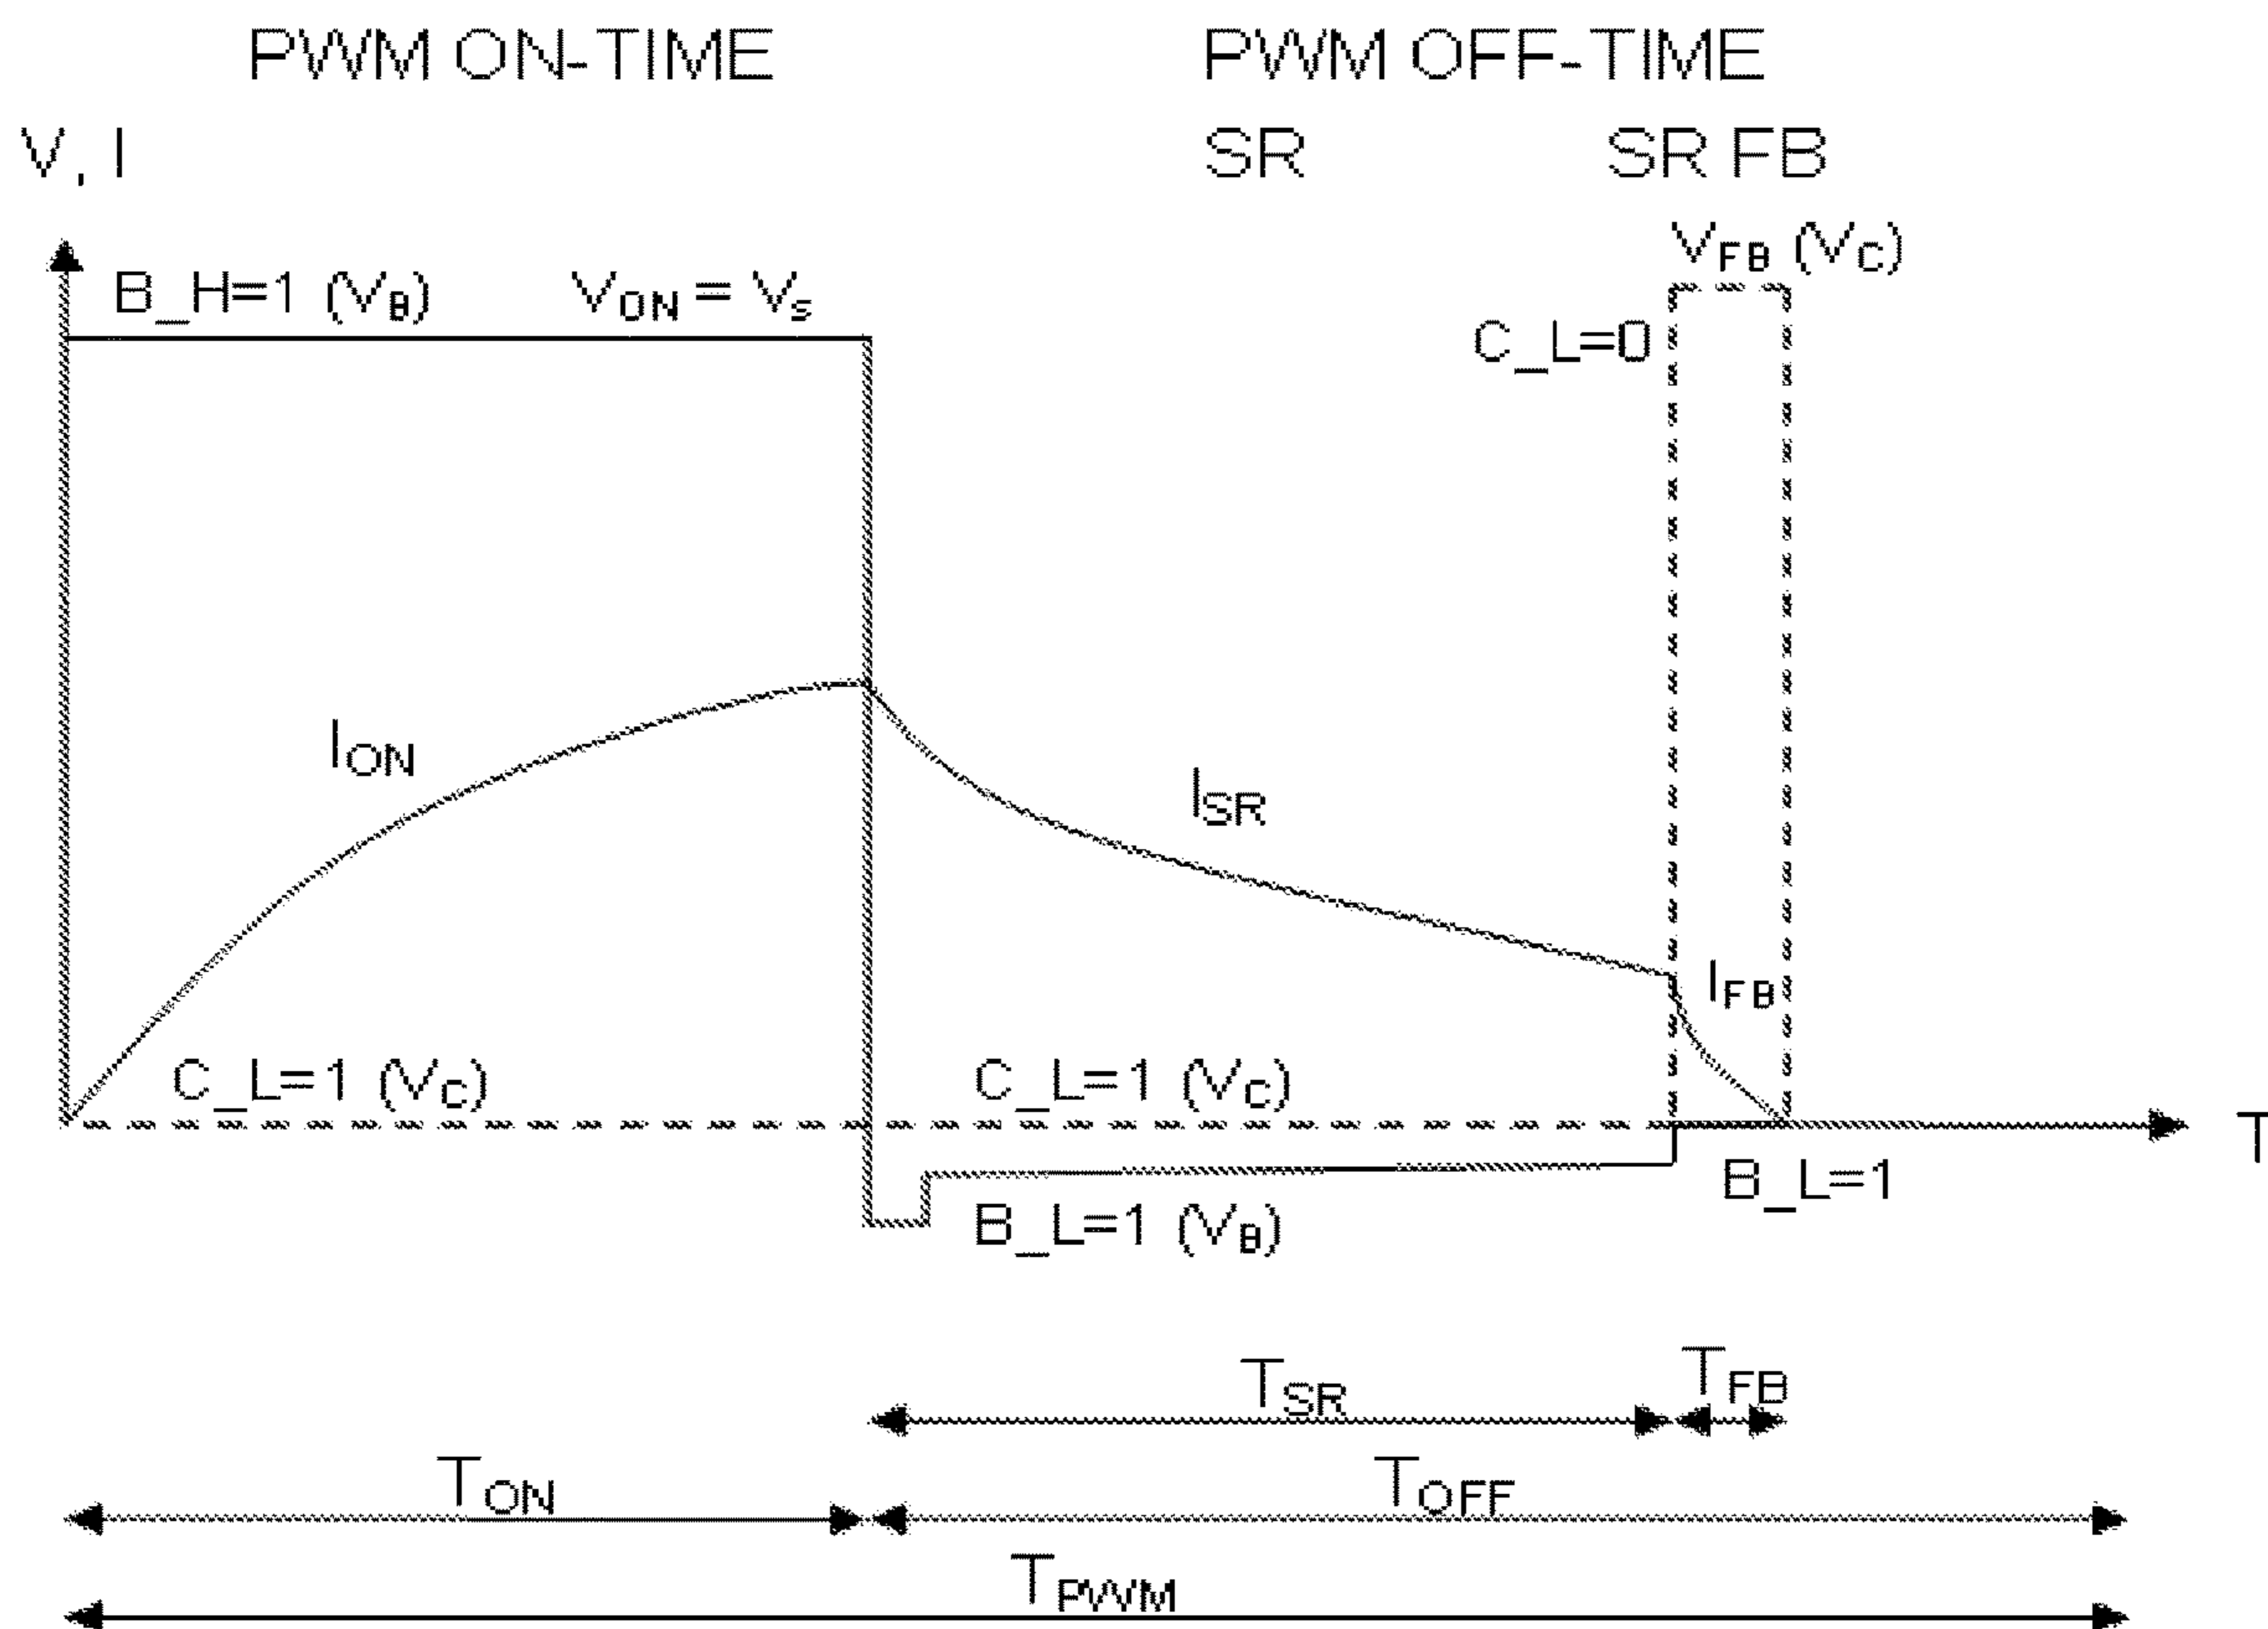 PWM ON-TIME PWM OFF-TIME
V, I SR SR FB
V_FB (V_C)
B_H=1 (V_B) V_ON = V_s
C_L=0
I_ON I_SR
I_FB
C_L=1 (V_C) C_L=1 (V_C)
T
B_L=1
B_L=1 (V_B)
T_SR T_FB
T_ON T_OFF
T_PWM